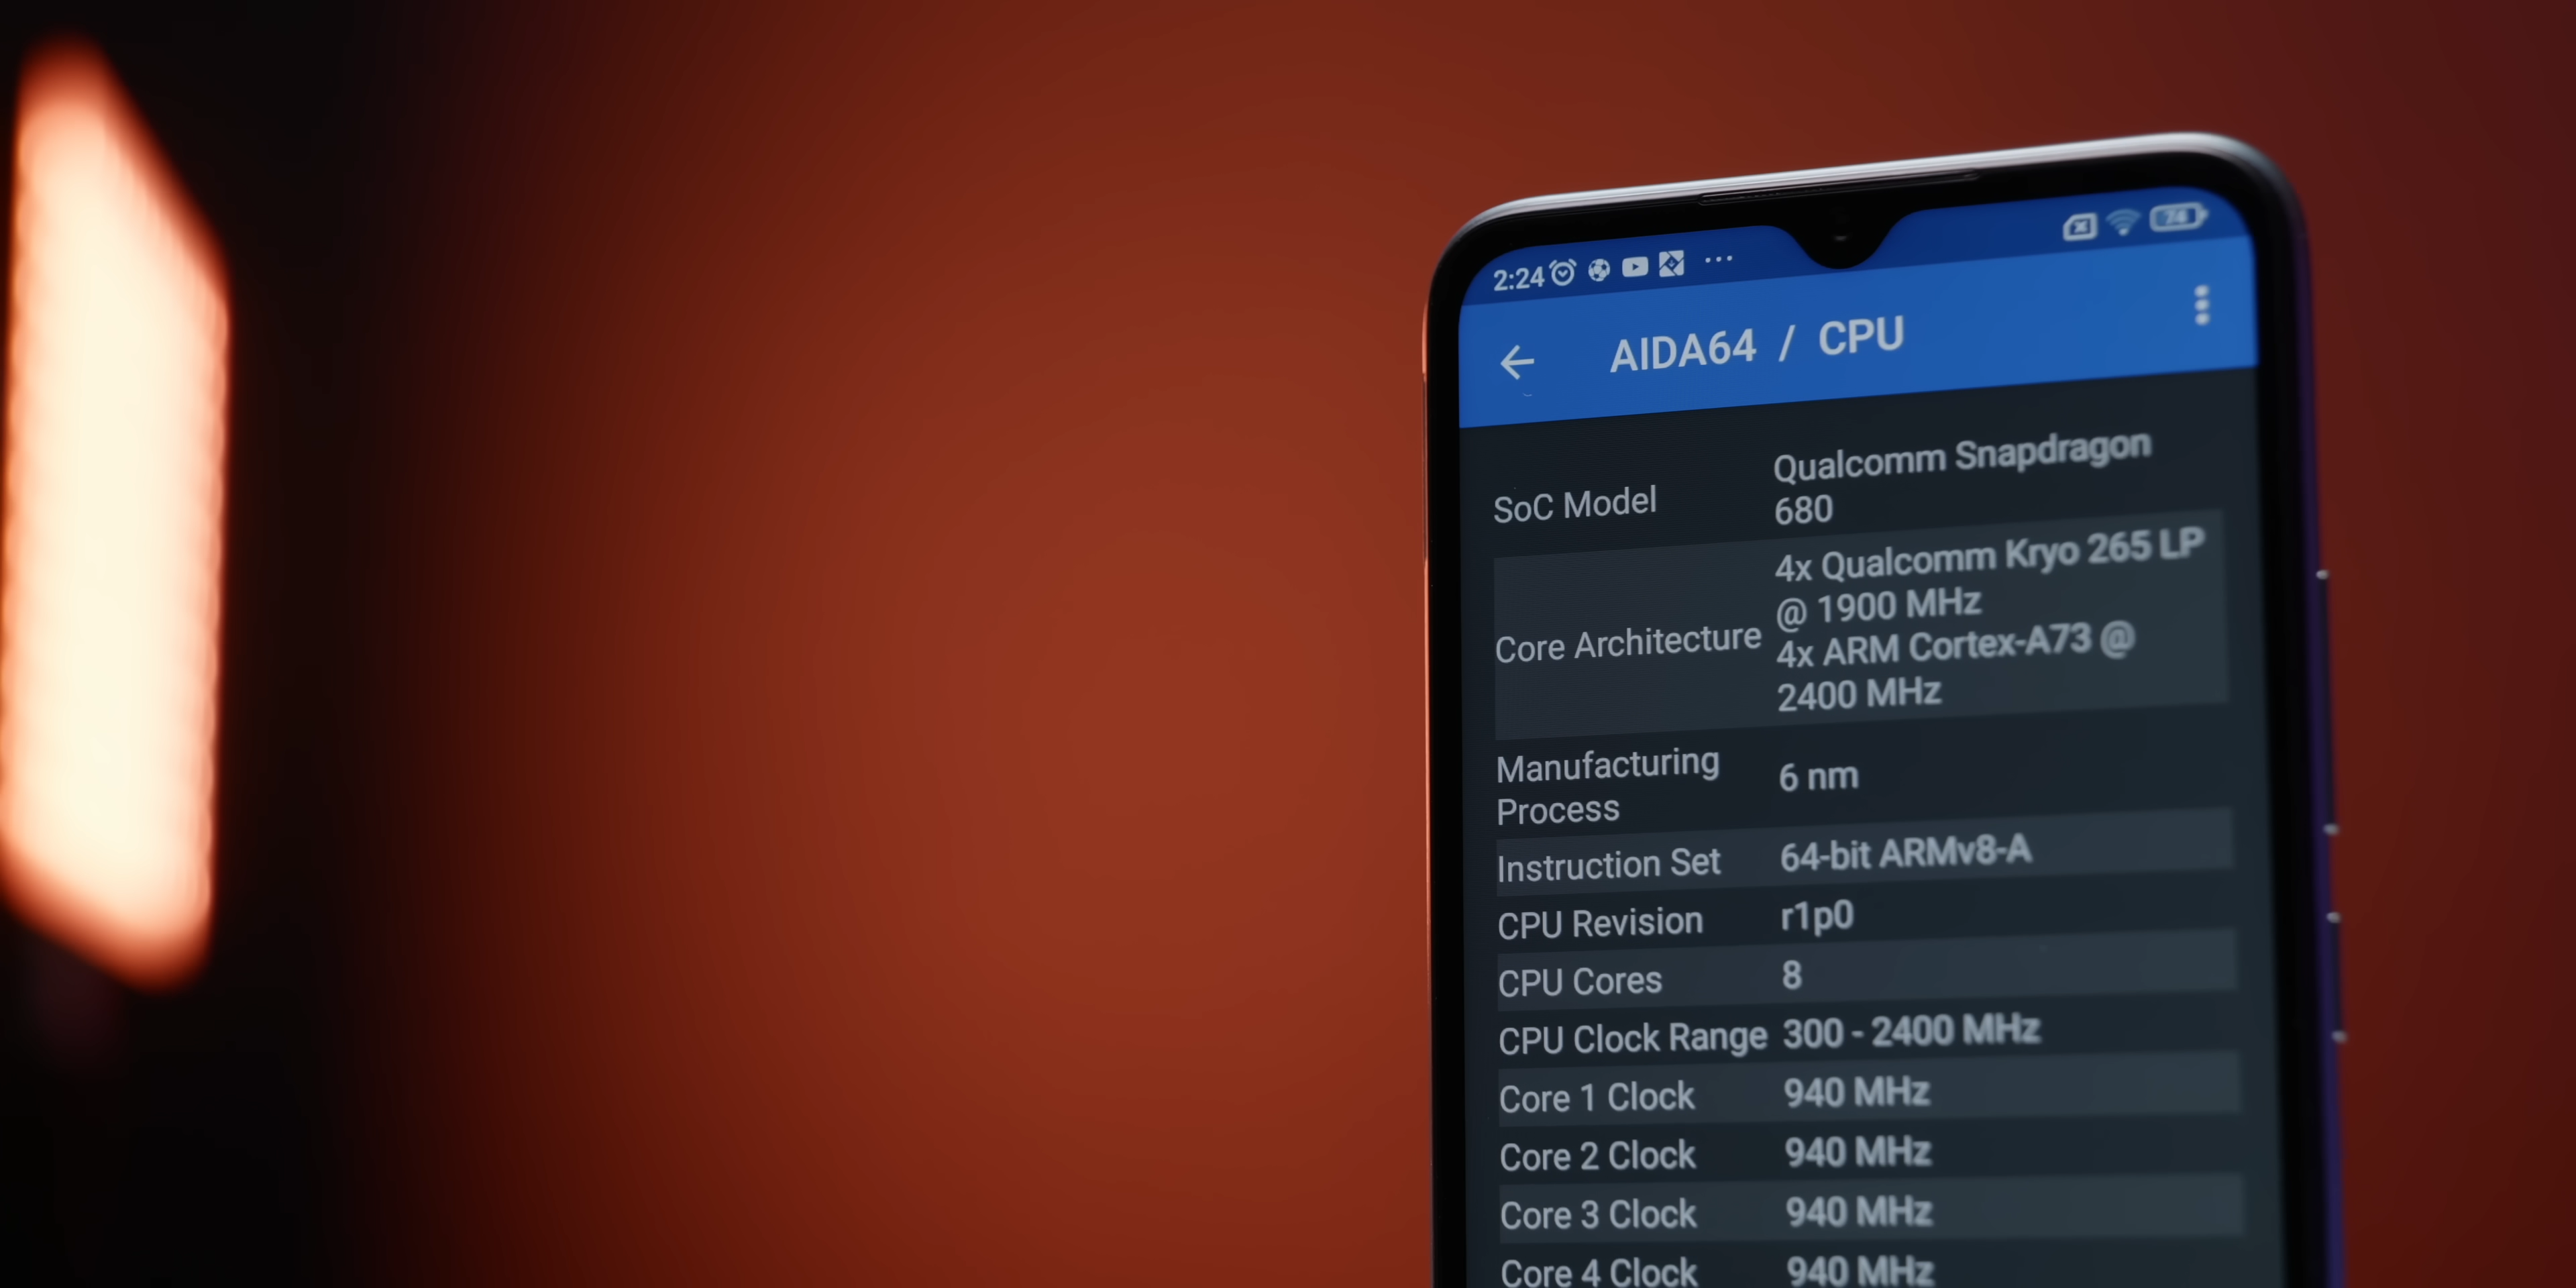 2:24
74
AIDA64 / CPU
SoC Model
Qualcomm Snapdragon
680
Core Architecture
4x Qualcomm Kryo 265 LP
@ 1900 MHz
4x ARM Cortex-A73 @
2400 MHz
Manufacturing
Process
6 nm
Instruction Set
64-bit ARMv8-A
CPU Revision
r1p0
CPU Cores
8
CPU Clock Range
300 - 2400 MHz
Core 1 Clock
940 MHz
Core 2 Clock
940 MHz
Core 3 Clock
940 MHz
Core 4 Clock
940 MHz